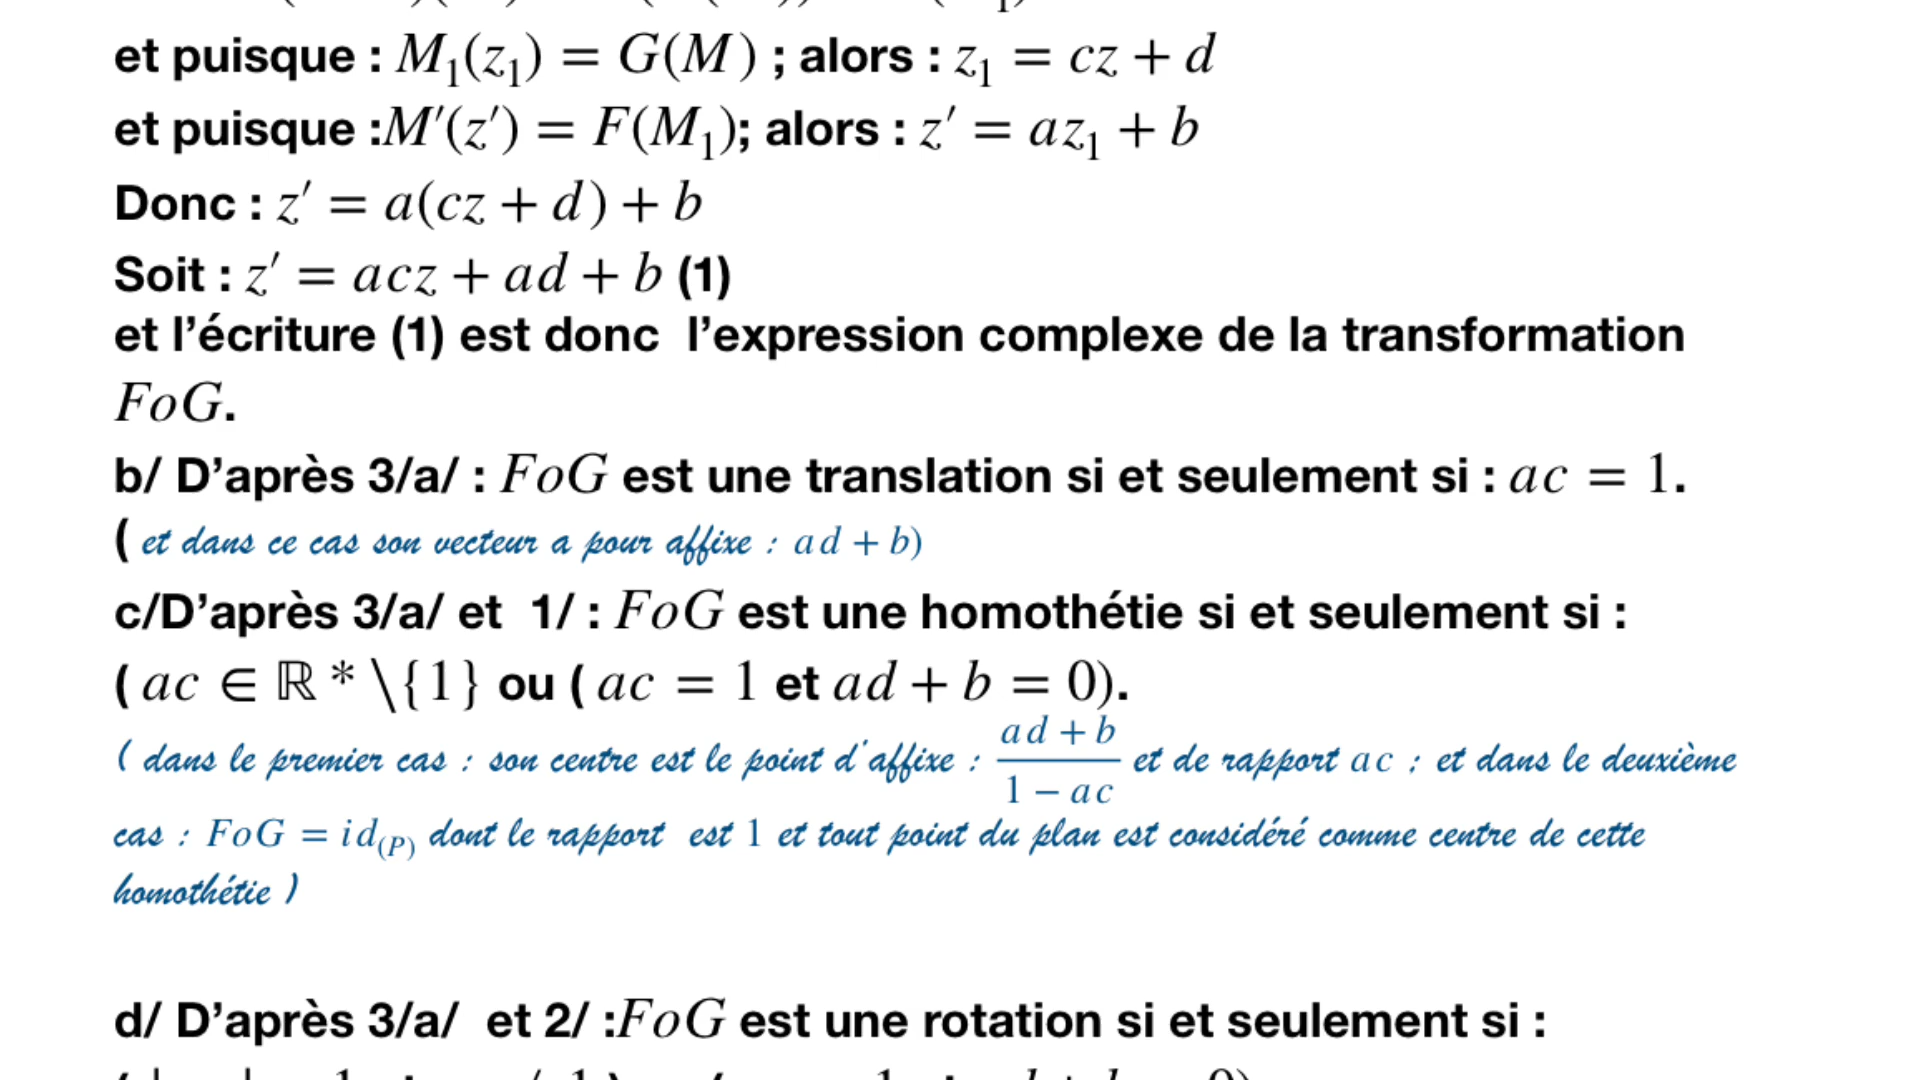 et puisque : M₁(z₁) = G(M) ; alors : z₁ = cz + d
et puisque :M′(z′) = F(M₁); alors : z′ = az₁ + b
Donc : z′ = a(cz + d) + b
Soit : z′ = acz + ad + b (1)
et l’écriture (1) est donc l’expression complexe de la transformation
FoG.
b/ D’après 3/a/ : FoG est une translation si et seulement si : ac = 1.
( et dans ce cas son vecteur a pour affixe : ad + b)
c/D’après 3/a/ et 1/ : FoG est une homothétie si et seulement si :
( ac ∈ ℝ * \{1} ou ( ac = 1 et ad + b = 0).
( dans le premier cas : son centre est le point d'affixe : (ad + b)/(1 − ac) et de rapport ac ; et dans le deuxième
cas : FoG = id₍P₎ dont le rapport est 1 et tout point du plan est considéré comme centre de cette
homothétie )
d/ D’après 3/a/ et 2/ :FoG est une rotation si et seulement si :